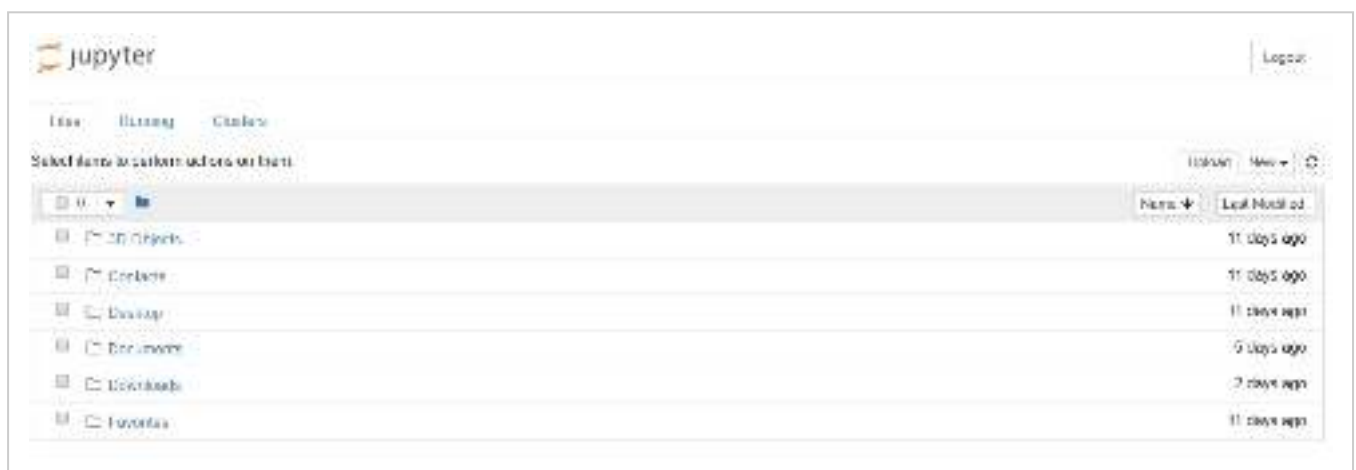 jupyter
Logout
Files Running Clusters
Select items to perform actions on them.
Upload New
0 Name Last Modified
3D Objects 11 days ago
Contacts 11 days ago
Desktop 11 days ago
Documents 5 days ago
Downloads 2 days ago
Favorites 11 days ago